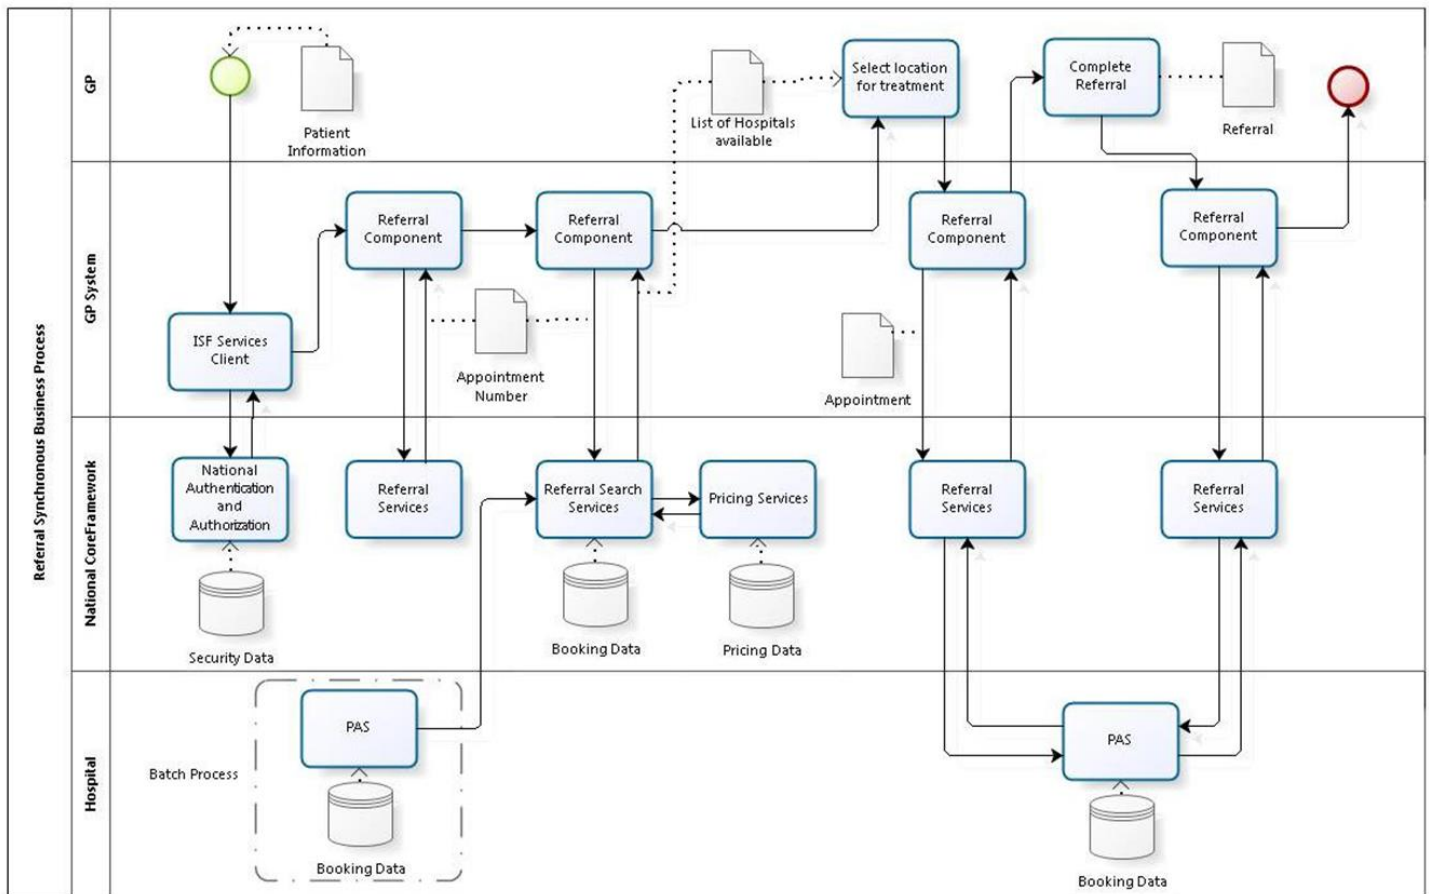 Referral Synchronous Business Process
GP
Patient
Information
List of Hospitals
available
Select location
for treatment
Complete
Referral
Referral
GP System
ISF Services
Client
Referral
Component
Appointment
Number
Referral
Component
Appointment
Referral
Component
Referral
Component
National CoreFramework
National
Authentication
and
Authorization
Security Data
Referral
Services
Referral Search
Services
Booking Data
Pricing Services
Pricing Data
Referral
Services
Referral
Services
Hospital
Batch Process
PAS
Booking Data
PAS
Booking Data